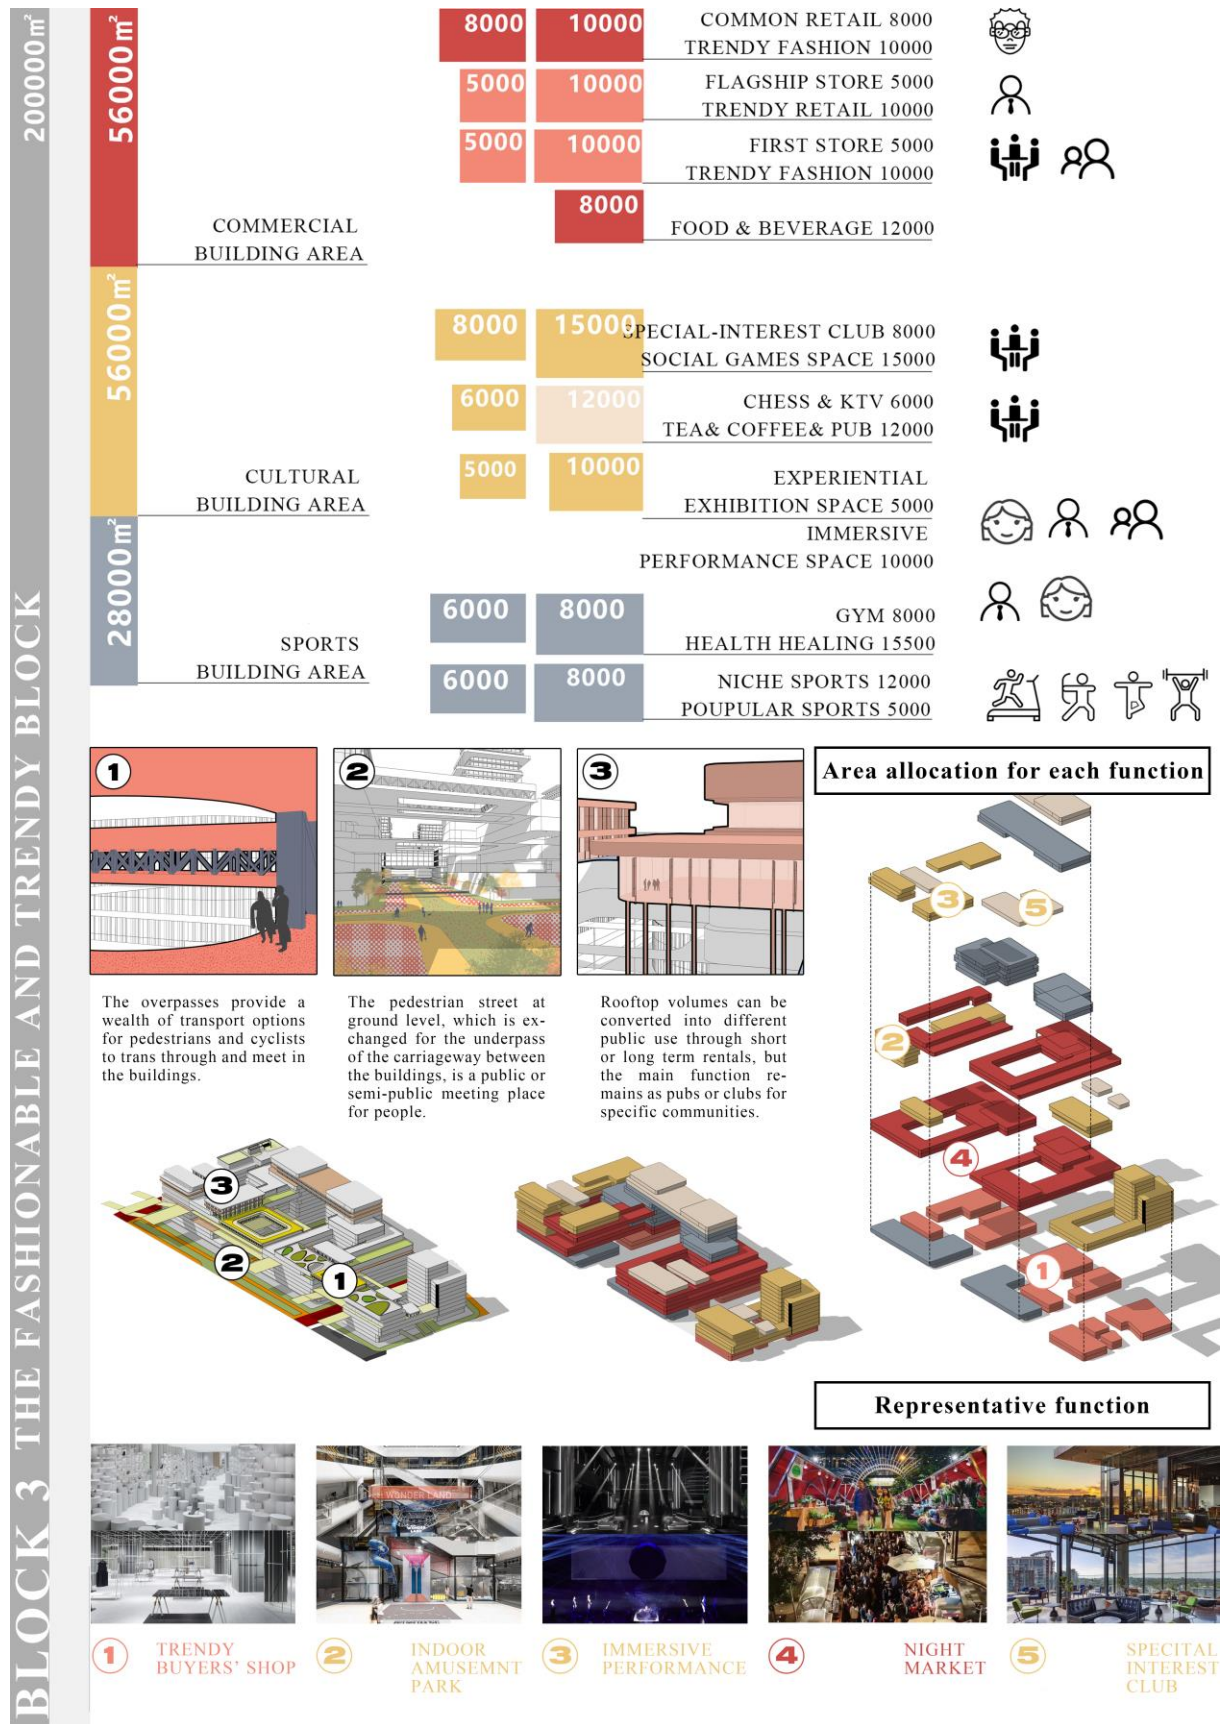 200000m²
BLOCK 3 THE FASHIONABLE AND TRENDY BLOCK
56000m²
COMMERCIAL
BUILDING AREA
8000 10000
COMMON RETAIL 8000
TRENDY FASHION 10000
5000 10000
FLAGSHIP STORE 5000
TRENDY RETAIL 10000
5000 10000
FIRST STORE 5000
TRENDY FASHION 10000
8000
FOOD & BEVERAGE 12000
56000m²
CULTURAL
BUILDING AREA
8000 15000
SPECIAL-INTEREST CLUB 8000
SOCIAL GAMES SPACE 15000
6000 12000
CHESS & KTV 6000
TEA& COFFEE& PUB 12000
5000 10000
EXPERIENTIAL
EXHIBITION SPACE 5000
IMMERSIVE
PERFORMANCE SPACE 10000
28000m²
SPORTS
BUILDING AREA
6000 8000
GYM 8000
HEALTH HEALING 15500
6000 8000
NICHE SPORTS 12000
POUPULAR SPORTS 5000
1
2
3
Area allocation for each function
The overpasses provide a
wealth of transport options
for pedestrians and cyclists
to trans through and meet in
the buildings.
The pedestrian street at
ground level, which is ex-
changed for the underpass
of the carriageway between
the buildings, is a public or
semi-public meeting place
for people.
Rooftop volumes can be
converted into different
public use through short
or long term rentals, but
the main function re-
mains as pubs or clubs for
specific communities.
3
2
1
3
5
2
4
1
Representative function
WONDER LAND
1 TRENDY
BUYERS' SHOP
2 INDOOR
AMUSEMNT
PARK
3 IMMERSIVE
PERFORMANCE
4 NIGHT
MARKET
5 SPECITAL
INTEREST
CLUB